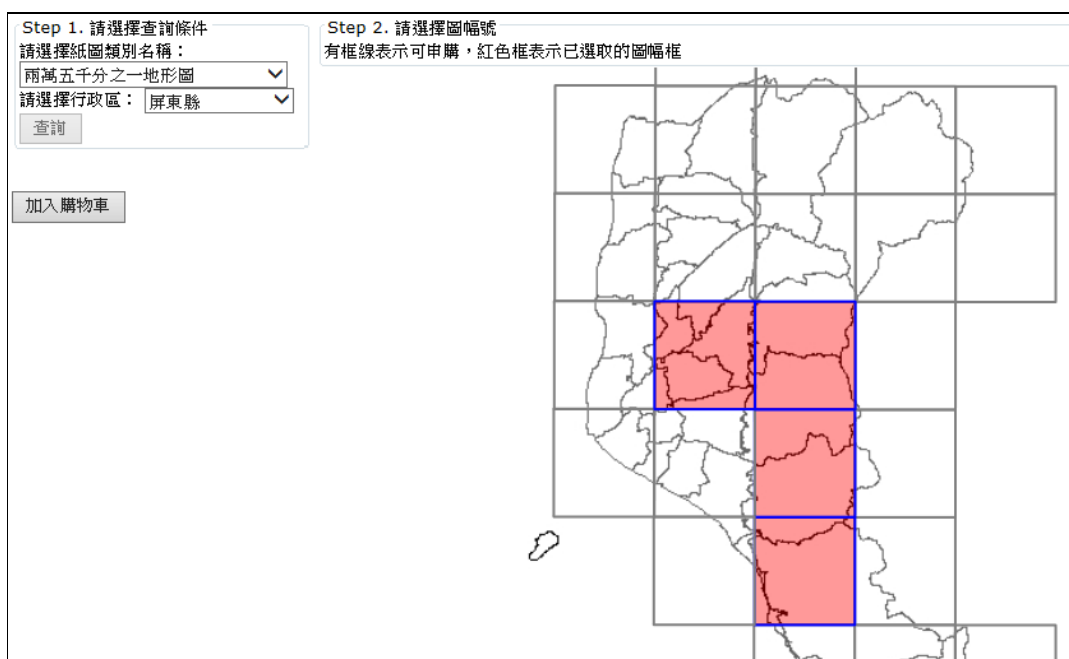 Step 1. 請選擇查詢條件
請選擇紙圖類別名稱：
兩萬五千分之一地形圖
請選擇行政區： 屏東縣
查詢
加入購物車
Step 2. 請選擇圖幅號
有框線表示可申購，紅色框表示已選取的圖幅框